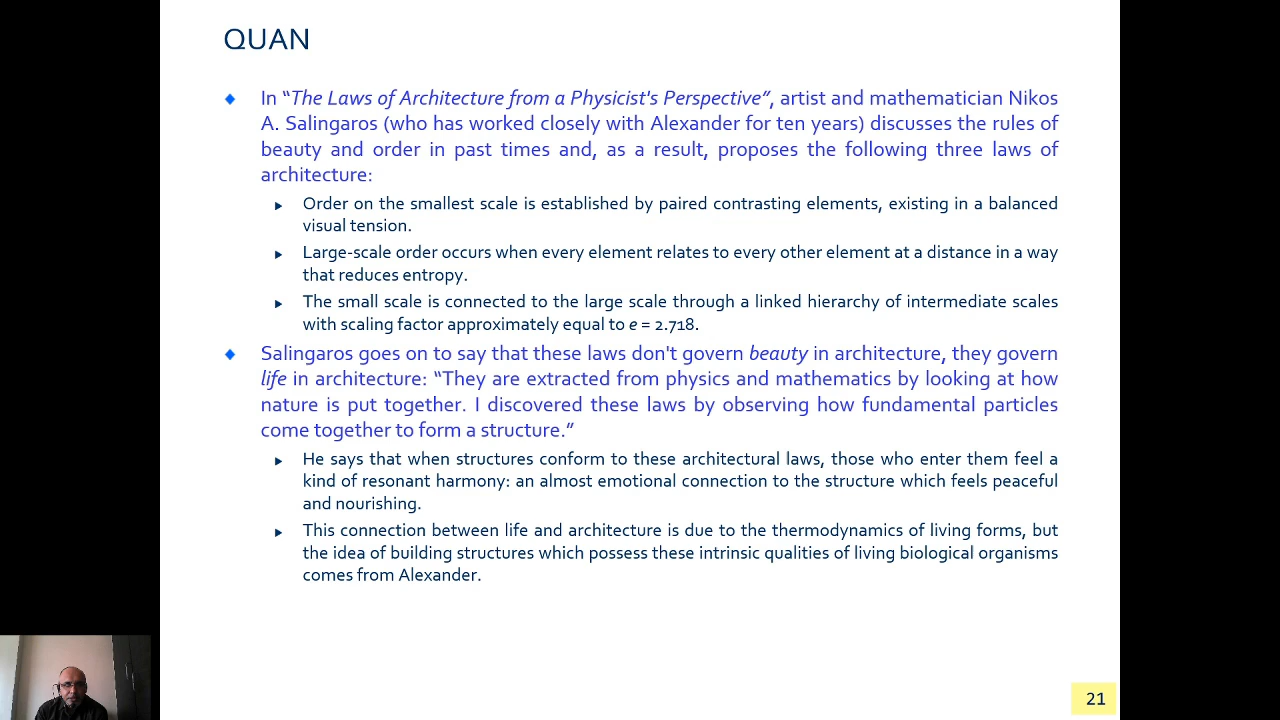 QUAN
In “The Laws of Architecture from a Physicist's Perspective”, artist and mathematician Nikos
A. Salingaros (who has worked closely with Alexander for ten years) discusses the rules of
beauty and order in past times and, as a result, proposes the following three laws of
architecture:
Order on the smallest scale is established by paired contrasting elements, existing in a balanced
visual tension.
Large-scale order occurs when every element relates to every other element at a distance in a way
that reduces entropy.
The small scale is connected to the large scale through a linked hierarchy of intermediate scales
with scaling factor approximately equal to e = 2.718.
Salingaros goes on to say that these laws don't govern beauty in architecture, they govern
life in architecture: “They are extracted from physics and mathematics by looking at how
nature is put together. I discovered these laws by observing how fundamental particles
come together to form a structure.”
He says that when structures conform to these architectural laws, those who enter them feel a
kind of resonant harmony: an almost emotional connection to the structure which feels peaceful
and nourishing.
This connection between life and architecture is due to the thermodynamics of living forms, but
the idea of building structures which possess these intrinsic qualities of living biological organisms
comes from Alexander.
21